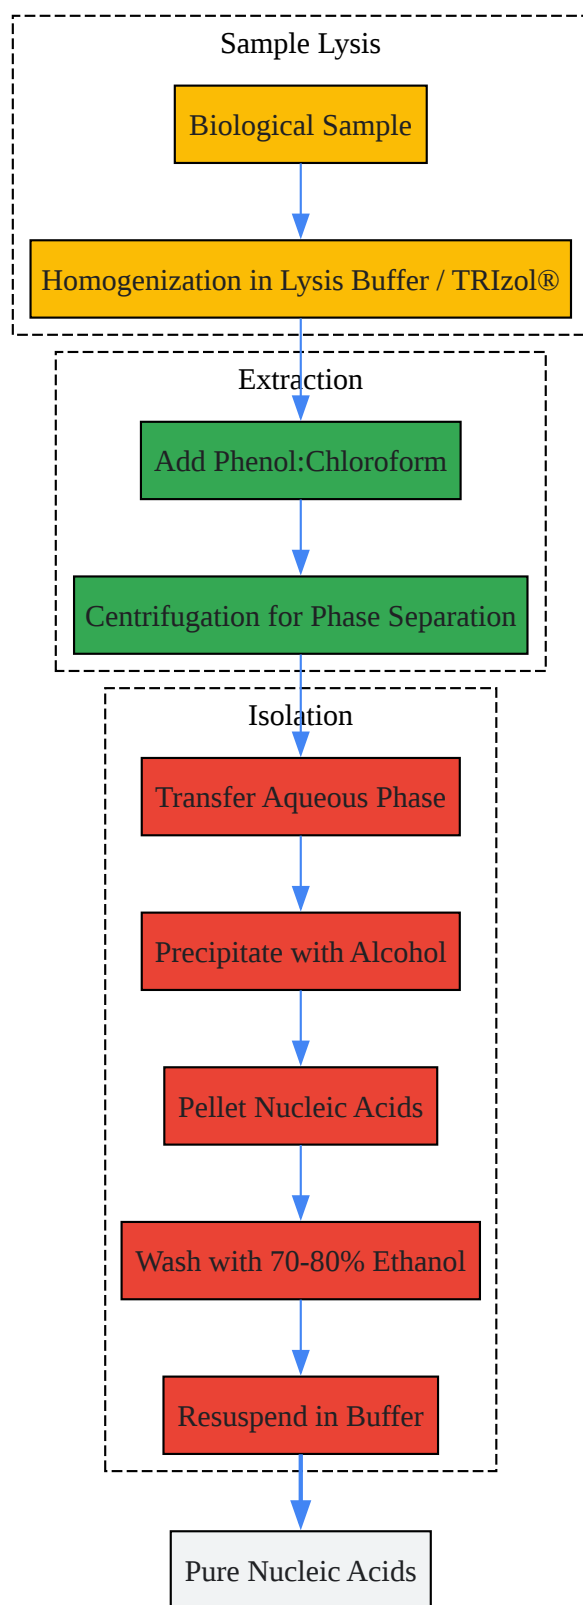 Sample Lysis
Biological Sample
Homogenization in Lysis Buffer / TRIzol®
Extraction
Add Phenol:Chloroform
Centrifugation for Phase Separation
Isolation
Transfer Aqueous Phase
Precipitate with Alcohol
Pellet Nucleic Acids
Wash with 70-80% Ethanol
Resuspend in Buffer
Pure Nucleic Acids